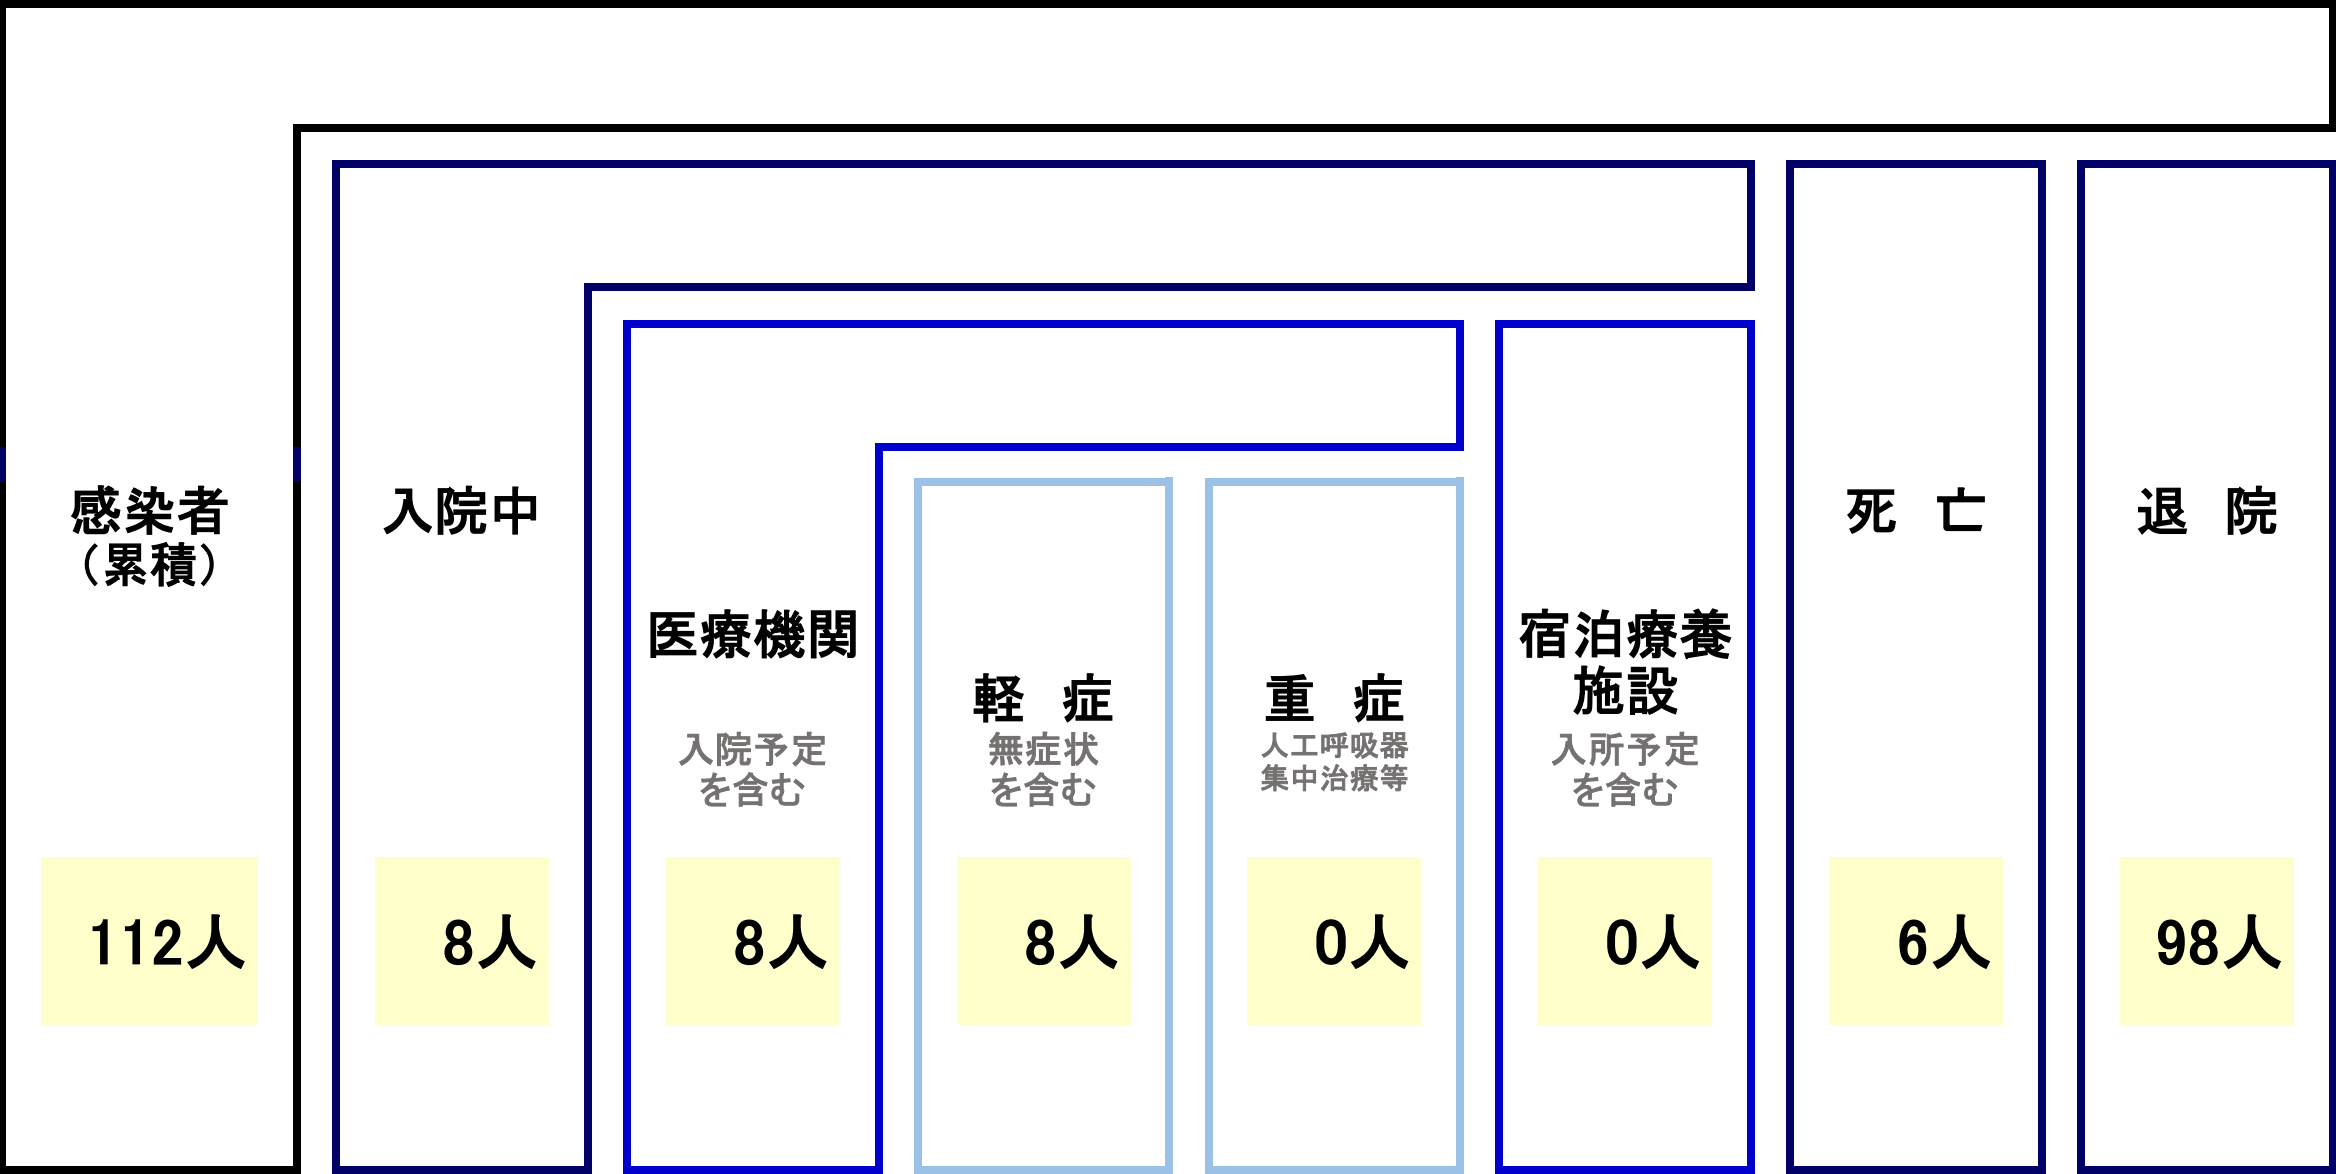 感染者
（累積）
112人
入院中
8人
医療機関
入院予定
を含む
8人
軽 症
無症状
を含む
8人
重 症
人工呼吸器
集中治療等
0人
宿泊療養
施設
入所予定
を含む
0人
死 亡
6人
退 院
98人